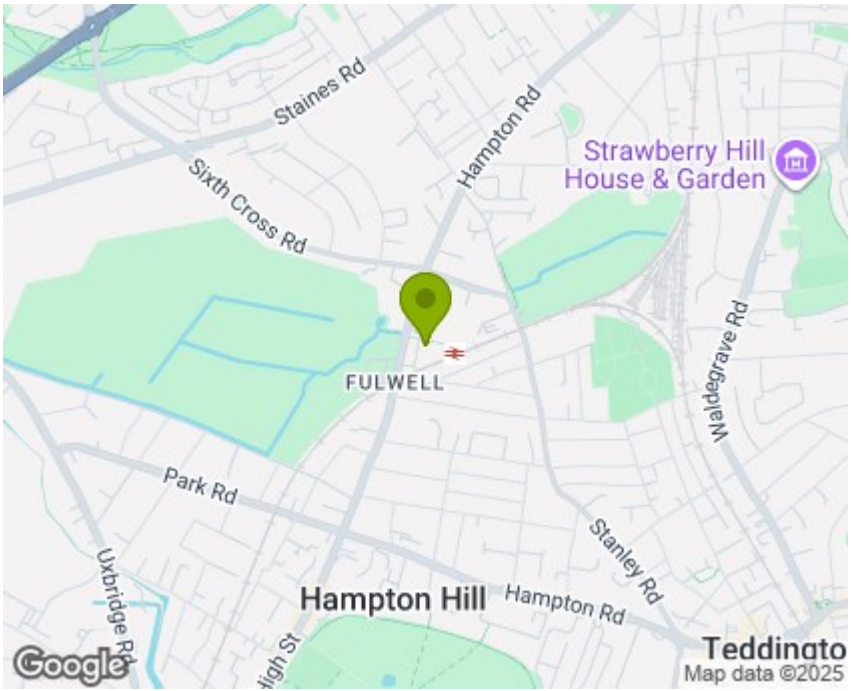 Staines Rd
Hampton Rd
Strawberry Hill
House & Garden
Sixth Cross Rd
FULWELL
Waldegrave Rd
Park Rd
Stanley Rd
Uxbridge Rd
Hampton Hill
Hampton Rd
High St
Teddingto
Google
Map data ©2025